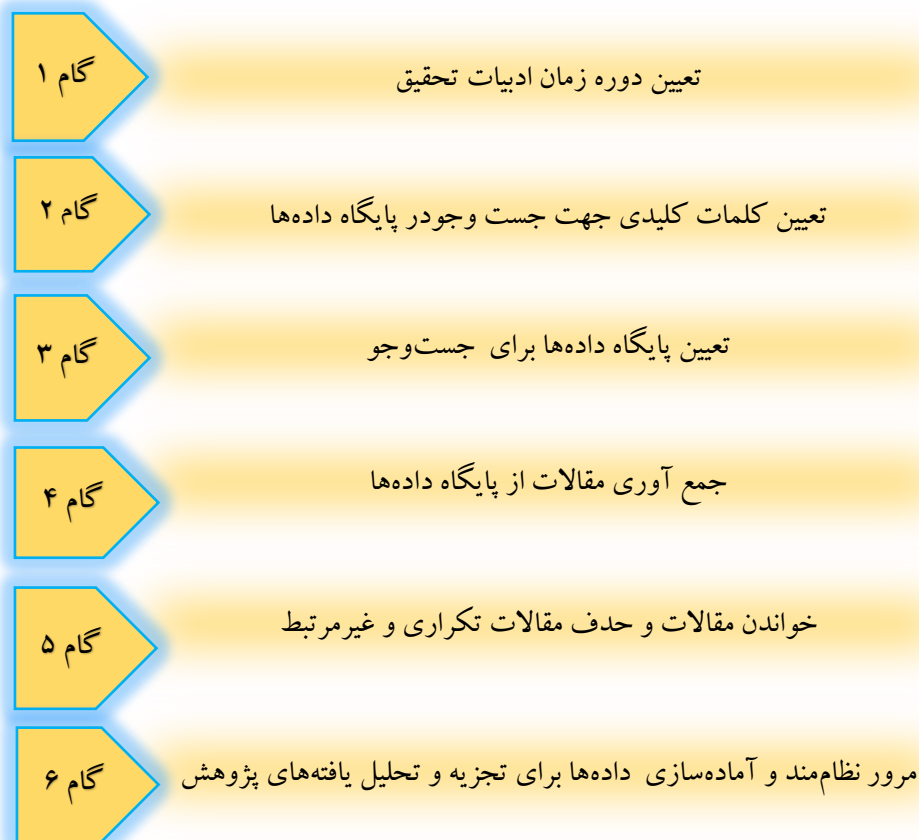 گام ۱
تعیین دوره زمان ادبیات تحقیق
گام ۲
تعیین کلمات کلیدی جهت جست وجودر پایگاه داده‌ها
گام ۳
تعیین پایگاه داده‌ها برای جست‌وجو
گام ۴
جمع آوری مقالات از پایگاه داده‌ها
گام ۵
خواندن مقالات و حذف مقالات تکراری و غیرمرتبط
گام ۶
مرور نظام‌مند و آماده‌سازی داده‌ها برای تجزیه و تحلیل یافته‌های پژوهش